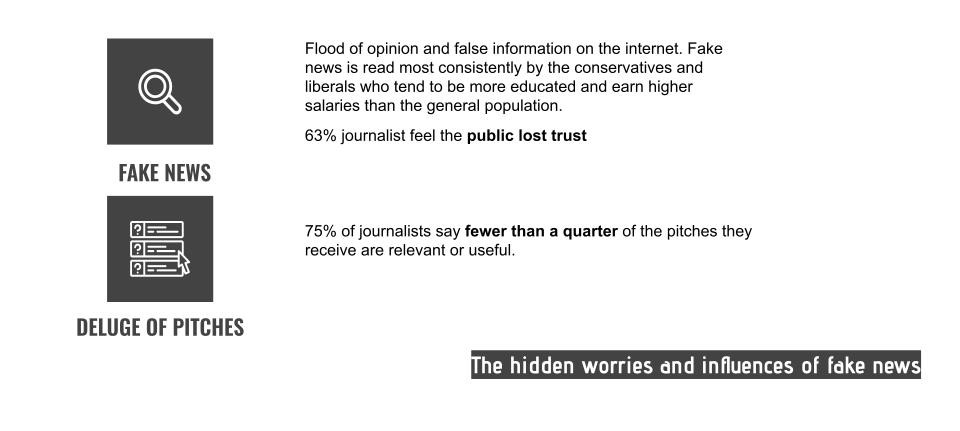 Flood of opinion and false information on the internet. Fake
news is read most consistently by the conservatives and
liberals who tend to be more educated and earn higher
salaries than the general population.
63% journalist feel the public lost trust
FAKE NEWS
75% of journalists say fewer than a quarter of the pitches they
receive are relevant or useful.
? 
?
?
DELUGE OF PITCHES
The hidden worries and influences of fake news